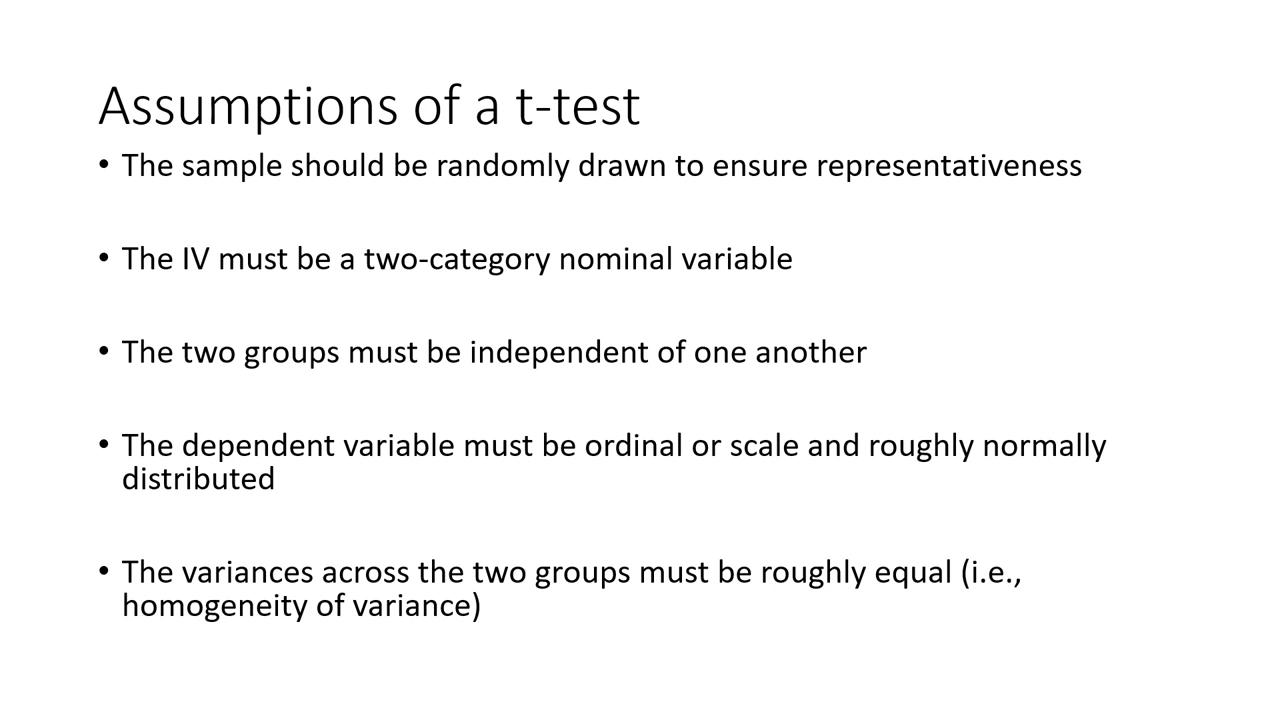 Assumptions of a t-test
• The sample should be randomly drawn to ensure representativeness
• The IV must be a two-category nominal variable
• The two groups must be independent of one another
• The dependent variable must be ordinal or scale and roughly normally
distributed
• The variances across the two groups must be roughly equal (i.e.,
homogeneity of variance)